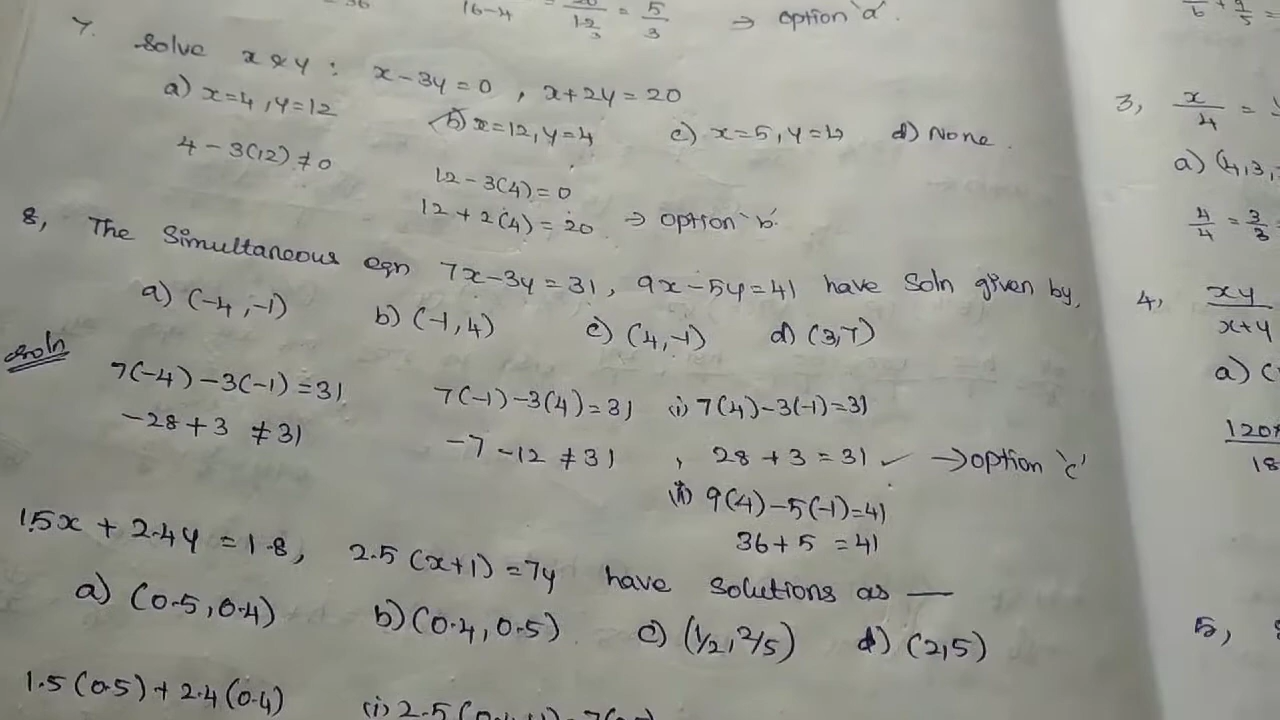 16-4 = 20/12 3 = 5/3 ⇒ option 'a'.
7. Solve x & y : x-3y=0 , x+2y=20
a) x=4, y=12 b) x=12, y=4 c) x=5, y=4 d) None.
4-3(12) ≠ 0 12-3(4)=0
12+2(4)=20 ⇒ option 'b'
8, The Simultaneous eqn 7x-3y=31, 9x-5y=41 have Soln given by,
a) (-4,-1) b) (-1,4) c) (4,-1) d) (3,7)
Soln
7(-4)-3(-1)=31 7(-1)-3(4)=31 (i) 7(4)-3(-1)=31
-28+3 ≠31 -7-12 ≠31 , 28+3=31 ✓ → option 'c'
(ii) 9(4)-5(-1)=41
36+5 =41
1.5x + 2.4y = 1.8, 2.5(x+1)=7y have solutions as —
a) (0.5,0.4) b) (0.4,0.5) c) (1/2,2/5) d) (2,5)
1.5(0.5)+2.4(0.4) (i) 2.5
3, x/4 =
a) (4,3,
4/4 = 3/3
4, xy
x+y
a) (
120
18
5,